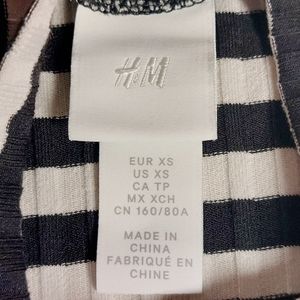 H&M
EUR XS
US XS
CA TP
MX XCH
CN 160/80A
MADE IN
CHINA
FABRIQUÉ EN
CHINE